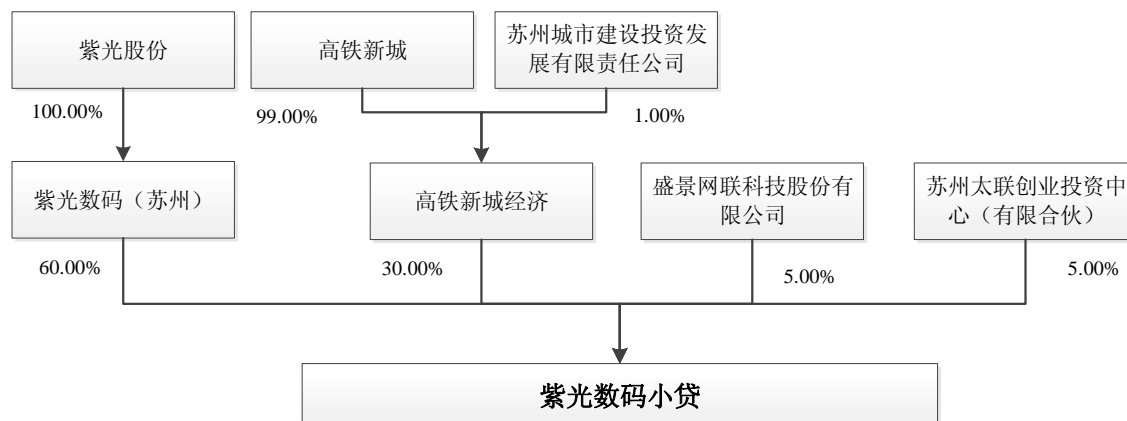 紫光股份
高铁新城
苏州城市建设投资发
展有限责任公司
100.00%
99.00%
1.00%
紫光数码（苏州）
高铁新城经济
盛景网联科技股份有
限公司
苏州太联创业投资中
心（有限合伙）
60.00%
30.00%
5.00%
5.00%
紫光数码小贷